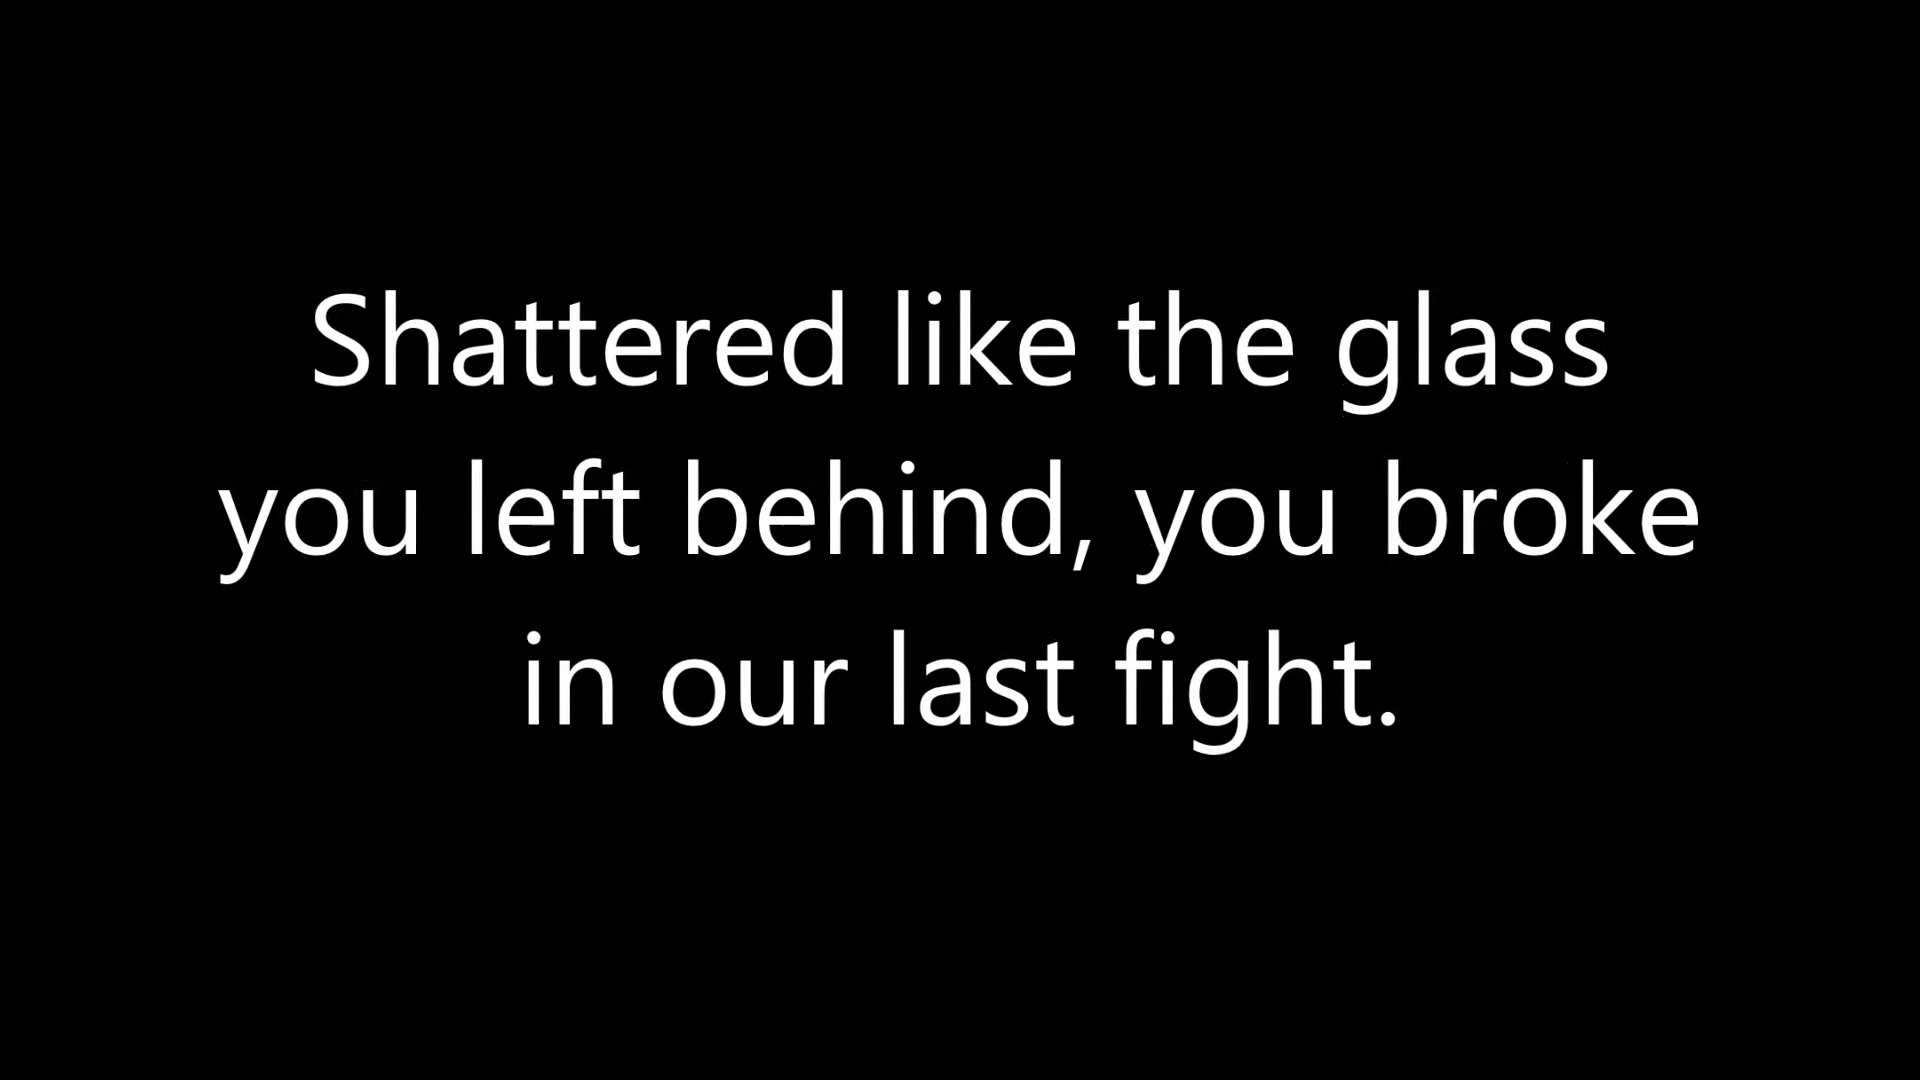 Shattered like the glass
you left behind, you broke
in our last fight.